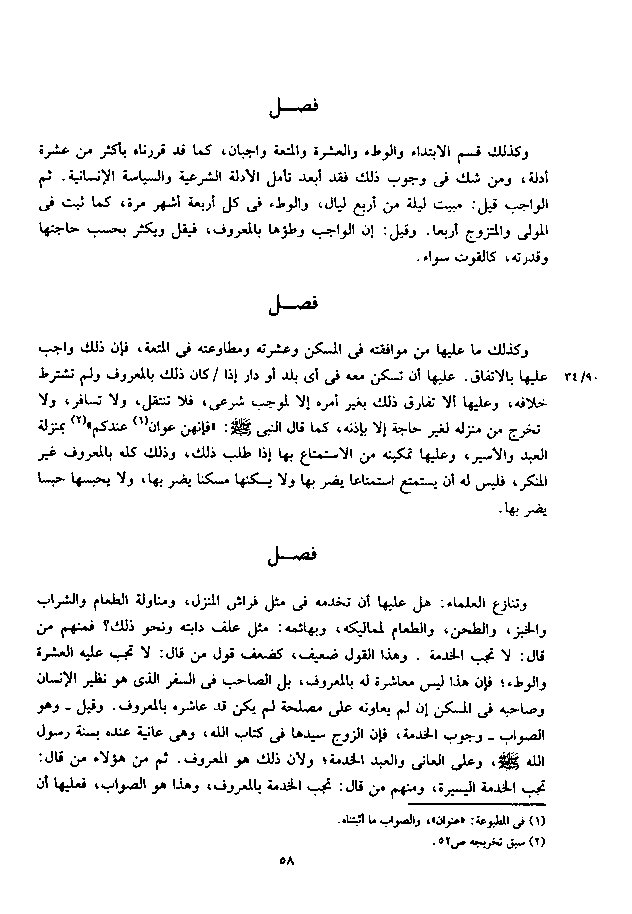 فصــل
وكذلك قسم الابتداء والوطء والعشرة والمتعة واجبان، كما قد قررناه بأكثر من عشرة
أدلة، ومن شك فى وجوب ذلك فقد أبعد تأمل الأدلة الشرعية والسياسة الإنسانية. ثم
الواجب قيل: مبيت ليلة من أربع ليال، والوطء فى كل أربعة أشهر مرة، كما ثبت فى
المولى والمتزوج أربعا. وقيل: إن الواجب وطؤها بالمعروف، فيقل ويكثر بحسب حاجتها
وقدرته، كالقوت سواء.
فصــل
وكذلك ما عليها من موافقته فى المسكن وعشرته ومطاوعته فى المتعة، فإن ذلك واجب
٣٤/٩٠ عليها بالاتفاق. عليها أن تسكن معه فى أى بلد أو دار إذا / كان ذلك بالمعروف ولم تشترط
خلافه، وعليها ألا تفارق ذلك بغير أمره إلا لموجب شرعى، فلا تنتقل، ولا تسافر، ولا
تخرج من منزله لغير حاجة إلا بإذنه، كما قال النبى ﷺ: «فإنهن عوان(١) عندكم»(٢) بمنزلة
العبد والأسير، وعليها تمكينه من الاستمتاع بها إذا طلب ذلك، وذلك كله بالمعروف غير
المنكر، فليس له أن يستمتع استمتاعا يضر بها ولا يسكنها مسكنا يضر بها، ولا يحبسها حبسا
يضر بها.
فصــل
وتنازع العلماء: هل عليها أن تخدمه فى مثل فراش المنزل، ومناولة الطعام والشراب
والخبز، والطحن، والطعام لمماليكه، وبهائمه: مثل علف دابته ونحو ذلك؟ فمنهم من
قال: لا تجب الخدمة. وهذا القول ضعيف، كضعف قول من قال: لا تجب عليه العشرة
والوطء؛ فإن هذا ليس معاشرة له بالمعروف، بل الصاحب فى السفر الذى هو نظير الإنسان
وصاحبه فى المسكن إن لم يعاونه على مصلحة لم يكن قد عاشره بالمعروف. وقيل ـ وهو
الصواب ـ وجوب الخدمة، فإن الزوج سيدها فى كتاب الله، وهى عانية عنده بسنة رسول
الله ﷺ، وعلى العانى والعبد الخدمة؛ ولأن ذلك هو المعروف. ثم من هؤلاء من قال:
تجب الخدمة اليسيرة، ومنهم من قال: تجب الخدمة بالمعروف، وهذا هو الصواب، فعليها أن
(١) فى المطبوعة: «عنوان»، والصواب ما أثبتناه.
(٢) سبق تخريجه ص٥٢.
٥٨